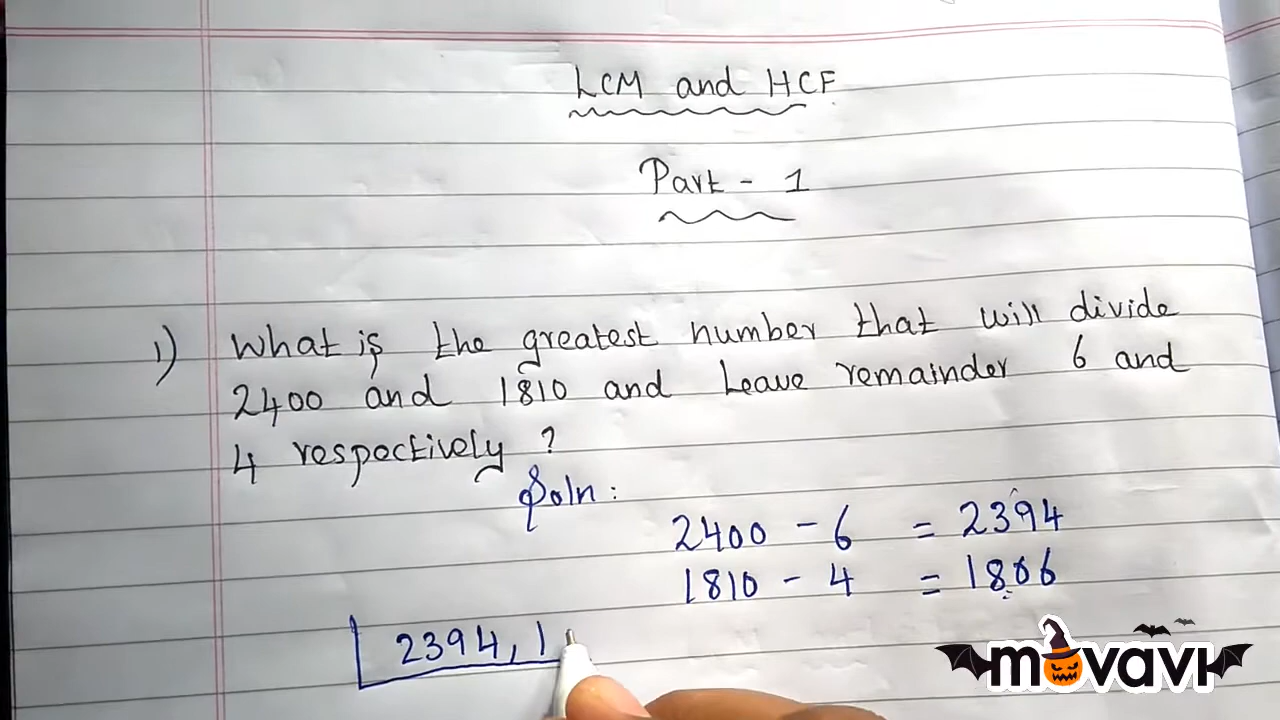 LCM and HCF
Part - 1
1) What is the greatest number that will divide
2400 and 1810 and Leave remainder 6 and
4 respectively ?
Soln :
2400 - 6 = 2394
1810 - 4 = 1806
2394, 1
movavi